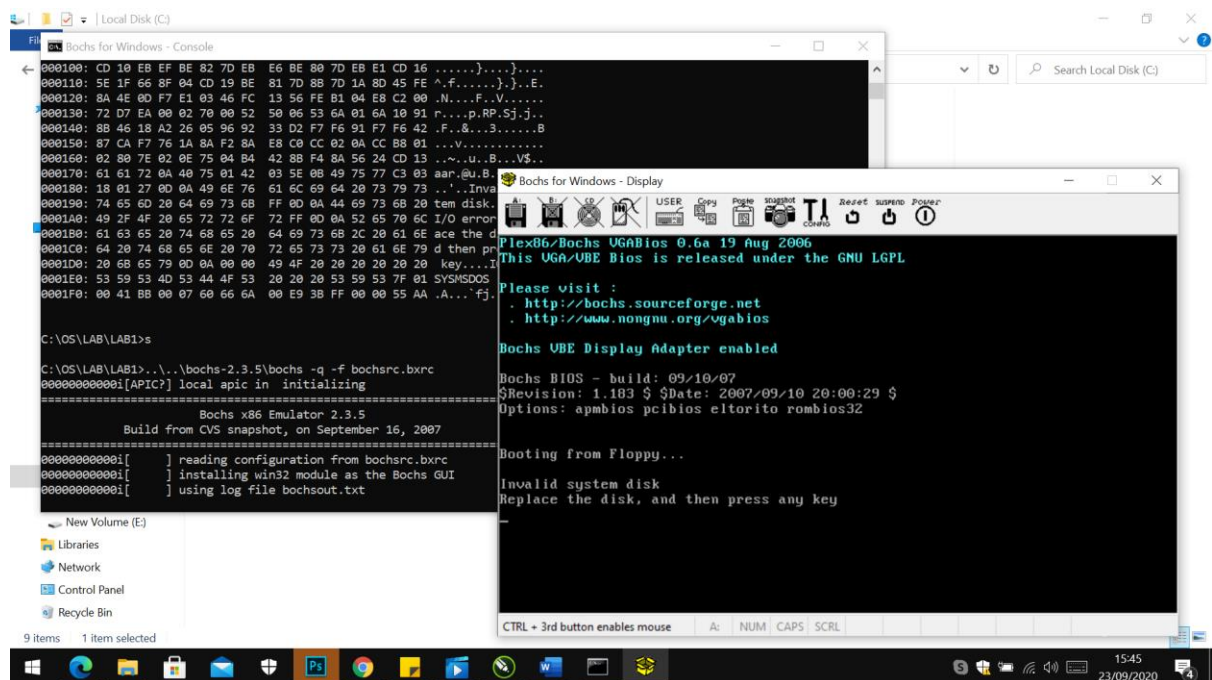 Local Disk (C:)
Search Local Disk (C:)
Bochs for Windows - Console
000100: CD 10 EB EF BE 82 7D EB E6 BE 80 7D EB E1 CD 16 ......}....}....
000110: 5E 1F 66 8F 04 CD 19 BE 81 7D 8B 7D 1A 8D 45 FE ^.f......}.}..E.
000120: 8A 4E 0D F7 E1 03 46 FC 13 56 FE B1 04 E8 C2 00 .N....F..V......
000130: 72 D7 EA 00 02 70 00 52 50 06 53 6A 01 6A 10 91 r....p.RP.Sj.j..
000140: 8B 46 18 A2 26 05 96 92 33 D2 F7 F6 91 F7 F6 42 .F..&...3......B
000150: 87 CA F7 76 1A 8A F2 8A E8 C0 CC 02 0A CC B8 01 ...v............
000160: 02 80 7E 02 0E 75 04 B4 42 8B F4 8A 56 24 CD 13 ..~..u..B...V$..
000170: 61 61 72 0A 40 75 01 42 03 5E 0B 49 75 77 C3 03 aar.@u.B.
000180: 18 01 27 0D 0A 49 6E 76 61 6C 69 64 20 73 79 73 ..'..Inva
000190: 74 65 6D 20 64 69 73 6B FF 0D 0A 44 69 73 6B 20 tem disk.
0001A0: 49 2F 4F 20 65 72 72 6F 72 FF 0D 0A 52 65 70 6C I/O error
0001B0: 61 63 65 20 74 68 65 20 64 69 73 6B 2C 20 61 6E ace the d
0001C0: 64 20 74 68 65 6E 20 70 72 65 73 73 20 61 6E 79 d then pr
0001D0: 20 6B 65 79 0D 0A 00 00 49 4F 20 20 20 20 20 20 key....I
0001E0: 53 59 53 4D 53 44 4F 53 20 20 20 53 59 53 7F 01 SYSMSDOS
0001F0: 00 41 BB 00 07 60 66 6A 00 E9 3B FF 00 00 55 AA .A...`fj.
C:\OS\LAB\LAB1>s
C:\OS\LAB\LAB1>..\..\bochs-2.3.5\bochs -q -f bochsrc.bxrc
00000000000i[APIC?] local apic in initializing
========================================================================
Bochs x86 Emulator 2.3.5
Build from CVS snapshot, on September 16, 2007
========================================================================
00000000000i[ ] reading configuration from bochsrc.bxrc
00000000000i[ ] installing win32 module as the Bochs GUI
00000000000i[ ] using log file bochsout.txt
Bochs for Windows - Display
USER Copy Paste snapshot CONFIG Reset SUSPEND Power
Plex86/Bochs VGABios 0.6a 19 Aug 2006
This VGA/VBE Bios is released under the GNU LGPL
Please visit :
. http://bochs.sourceforge.net
. http://www.nongnu.org/vgabios
Bochs VBE Display Adapter enabled
Bochs BIOS - build: 09/10/07
$Revision: 1.183 $ $Date: 2007/09/10 20:00:29 $
Options: apmbios pcibios eltorito rombios32
Booting from Floppy...
Invalid system disk
Replace the disk, and then press any key
CTRL + 3rd button enables mouse A: NUM CAPS SCRL
New Volume (E:)
Libraries
Network
Control Panel
Recycle Bin
9 items 1 item selected
Ps
15:45
23/09/2020
4